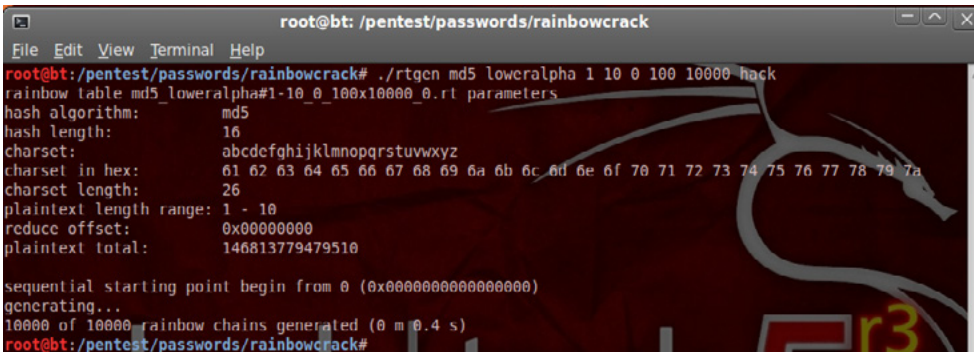 root@bt: /pentest/passwords/rainbowcrack
File Edit View Terminal Help
root@bt:/pentest/passwords/rainbowcrack# ./rtgen md5 loweralpha 1 10 0 100 10000 hack
rainbow table md5_loweralpha#1-10_0_100x10000_0.rt parameters
hash algorithm: md5
hash length: 16
charset: abcdefghijklmnopqrstuvwxyz
charset in hex: 61 62 63 64 65 66 67 68 69 6a 6b 6c 6d 6e 6f 70 71 72 73 74 75 76 77 78 79 7a
charset length: 26
plaintext length range: 1 - 10
reduce offset: 0x00000000
plaintext total: 146813779479510
sequential starting point begin from 0 (0x0000000000000000)
generating...
10000 of 10000 rainbow chains generated (0 m 0.4 s)
root@bt:/pentest/passwords/rainbowcrack#
r3